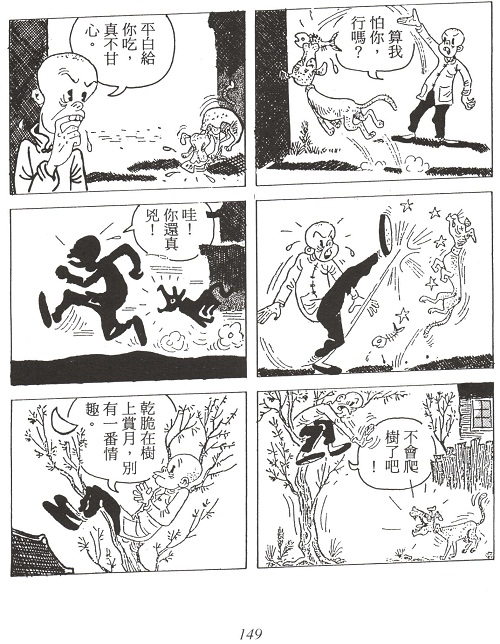 算我
怕你，
行嗎？
平白給
你吃，
真不甘
心。
哇！
你還真
兇！
不會爬
樹了吧！
乾脆在樹
上賞月，別
有一番情
趣。
149